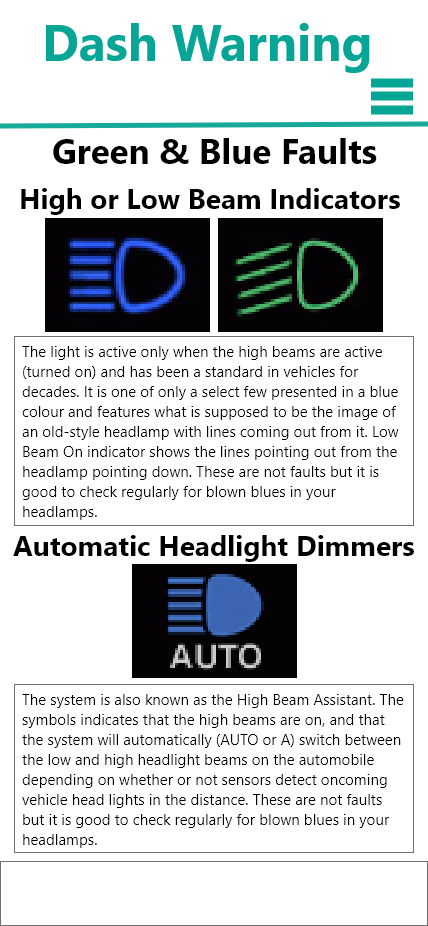 Dash Warning
Green & Blue Faults
High or Low Beam Indicators
The light is active only when the high beams are active
(turned on) and has been a standard in vehicles for
decades. It is one of only a select few presented in a blue
colour and features what is supposed to be the image of
an old-style headlamp with lines coming out from it. Low
Beam On indicator shows the lines pointing out from the
headlamp pointing down. These are not faults but it is
good to check regularly for blown blues in your
headlamps.
Automatic Headlight Dimmers
AUTO
The system is also known as the High Beam Assistant. The
symbols indicates that the high beams are on, and that
the system will automatically (AUTO or A) switch between
the low and high headlight beams on the automobile
depending on whether or not sensors detect oncoming
vehicle head lights in the distance. These are not faults
but it is good to check regularly for blown blues in your
headlamps.